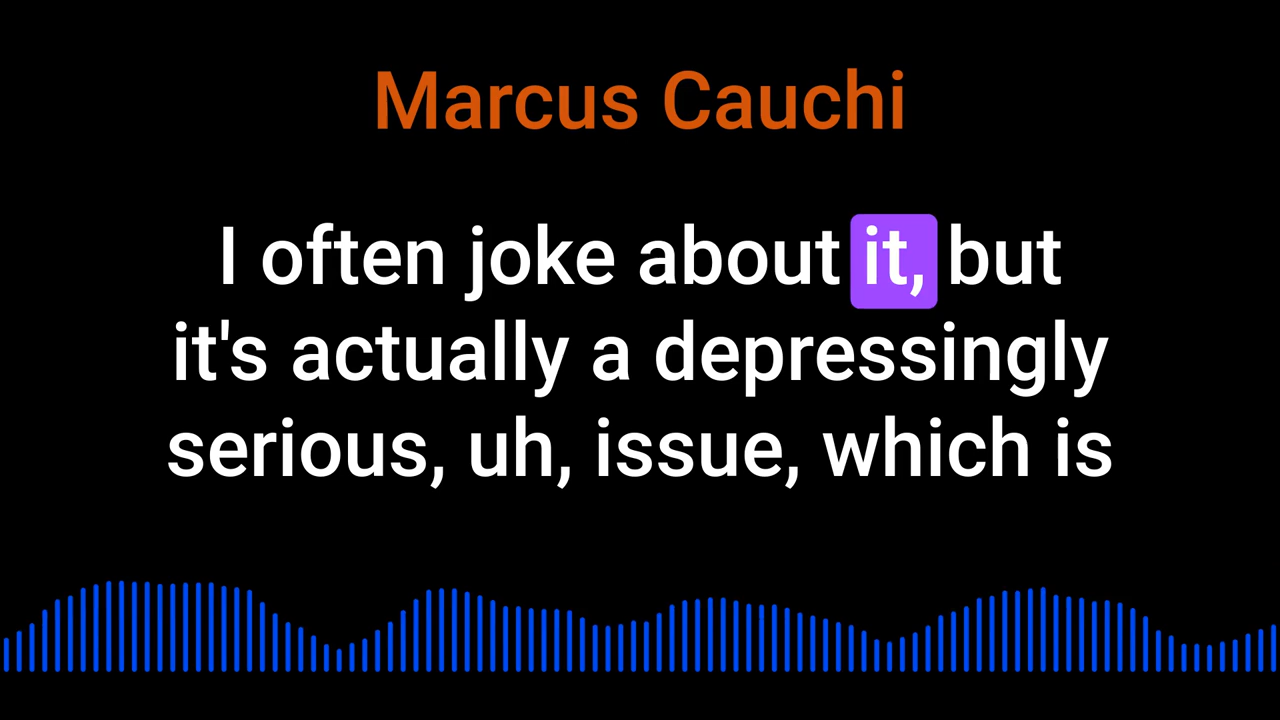 Marcus Cauchi
I often joke about it, but
it's actually a depressingly
serious, uh, issue, which is